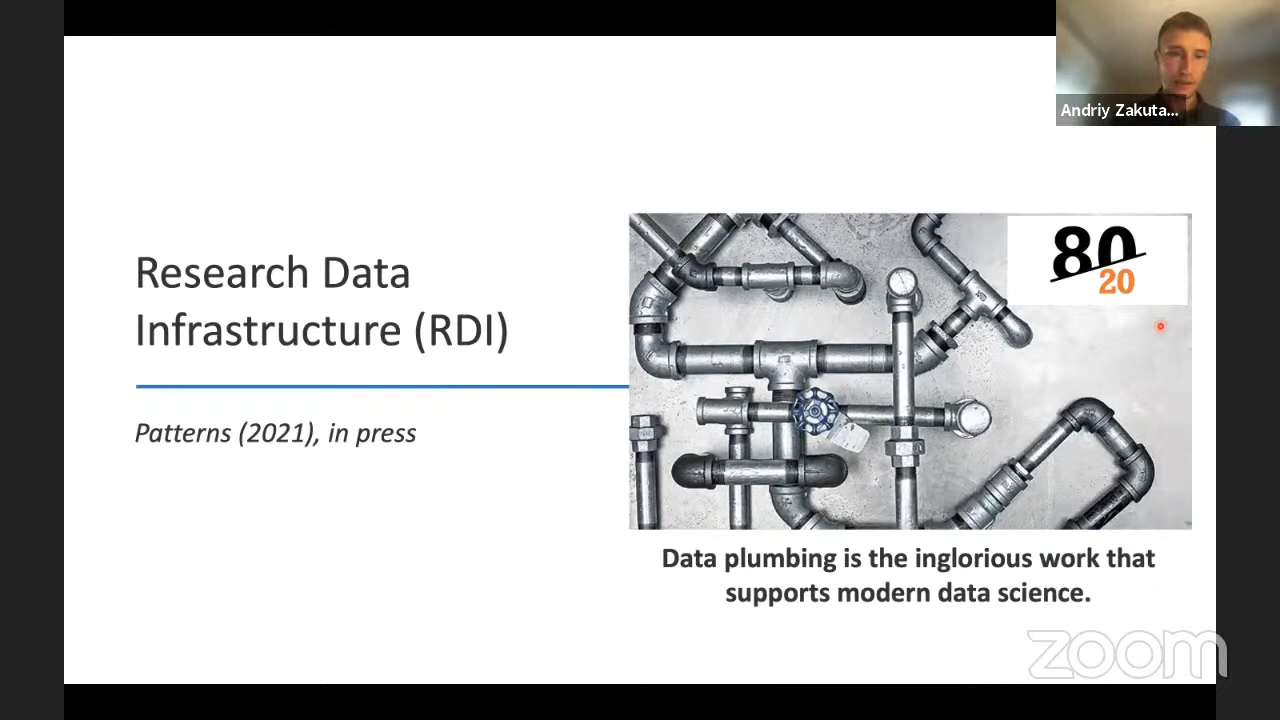 Andriy Zakuta...
80
20
Research Data
Infrastructure (RDI)
Patterns (2021), in press
Data plumbing is the inglorious work that
supports modern data science.
zoom